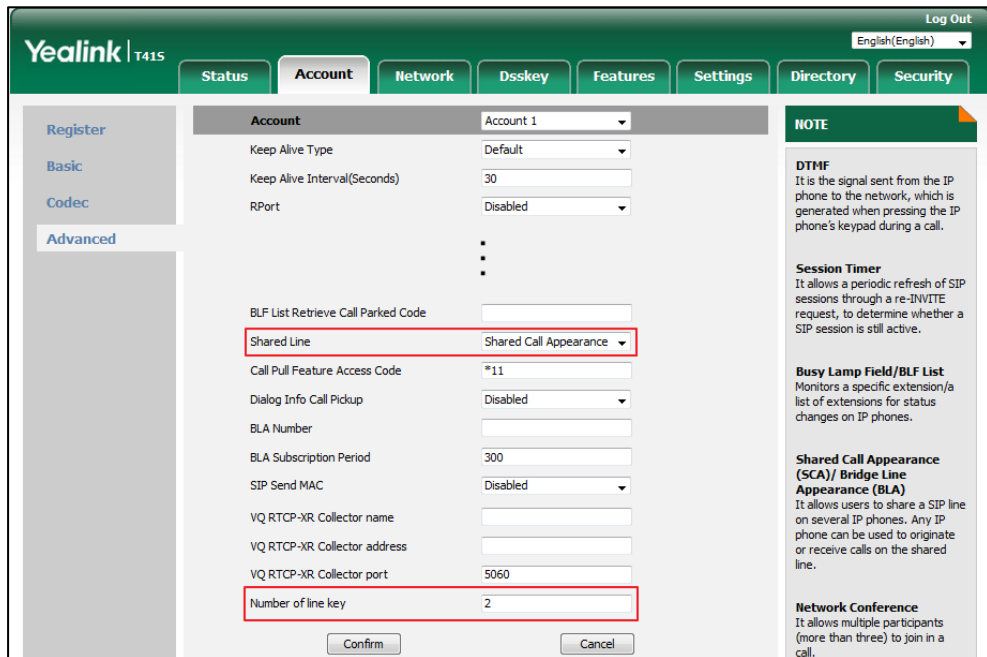 Log Out
Yealink T41S
English(English)
Status Account Network Dsskey Features Settings Directory Security
Register
Basic
Codec
Advanced
Account Account 1
Keep Alive Type Default
Keep Alive Interval(Seconds) 30
RPort Disabled
BLF List Retrieve Call Parked Code
Shared Line Shared Call Appearance
Call Pull Feature Access Code *11
Dialog Info Call Pickup Disabled
BLA Number
BLA Subscription Period 300
SIP Send MAC Disabled
VQ RTCP-XR Collector name
VQ RTCP-XR Collector address
VQ RTCP-XR Collector port 5060
Number of line key 2
Confirm Cancel
NOTE
DTMF
It is the signal sent from the IP
phone to the network, which is
generated when pressing the IP
phone's keypad during a call.
Session Timer
It allows a periodic refresh of SIP
sessions through a re-INVITE
request, to determine whether a
SIP session is still active.
Busy Lamp Field/BLF List
Monitors a specific extension/a
list of extensions for status
changes on IP phones.
Shared Call Appearance
(SCA)/ Bridge Line
Appearance (BLA)
It allows users to share a SIP line
on several IP phones. Any IP
phone can be used to originate
or receive calls on the shared
line.
Network Conference
It allows multiple participants
(more than three) to join in a
call.